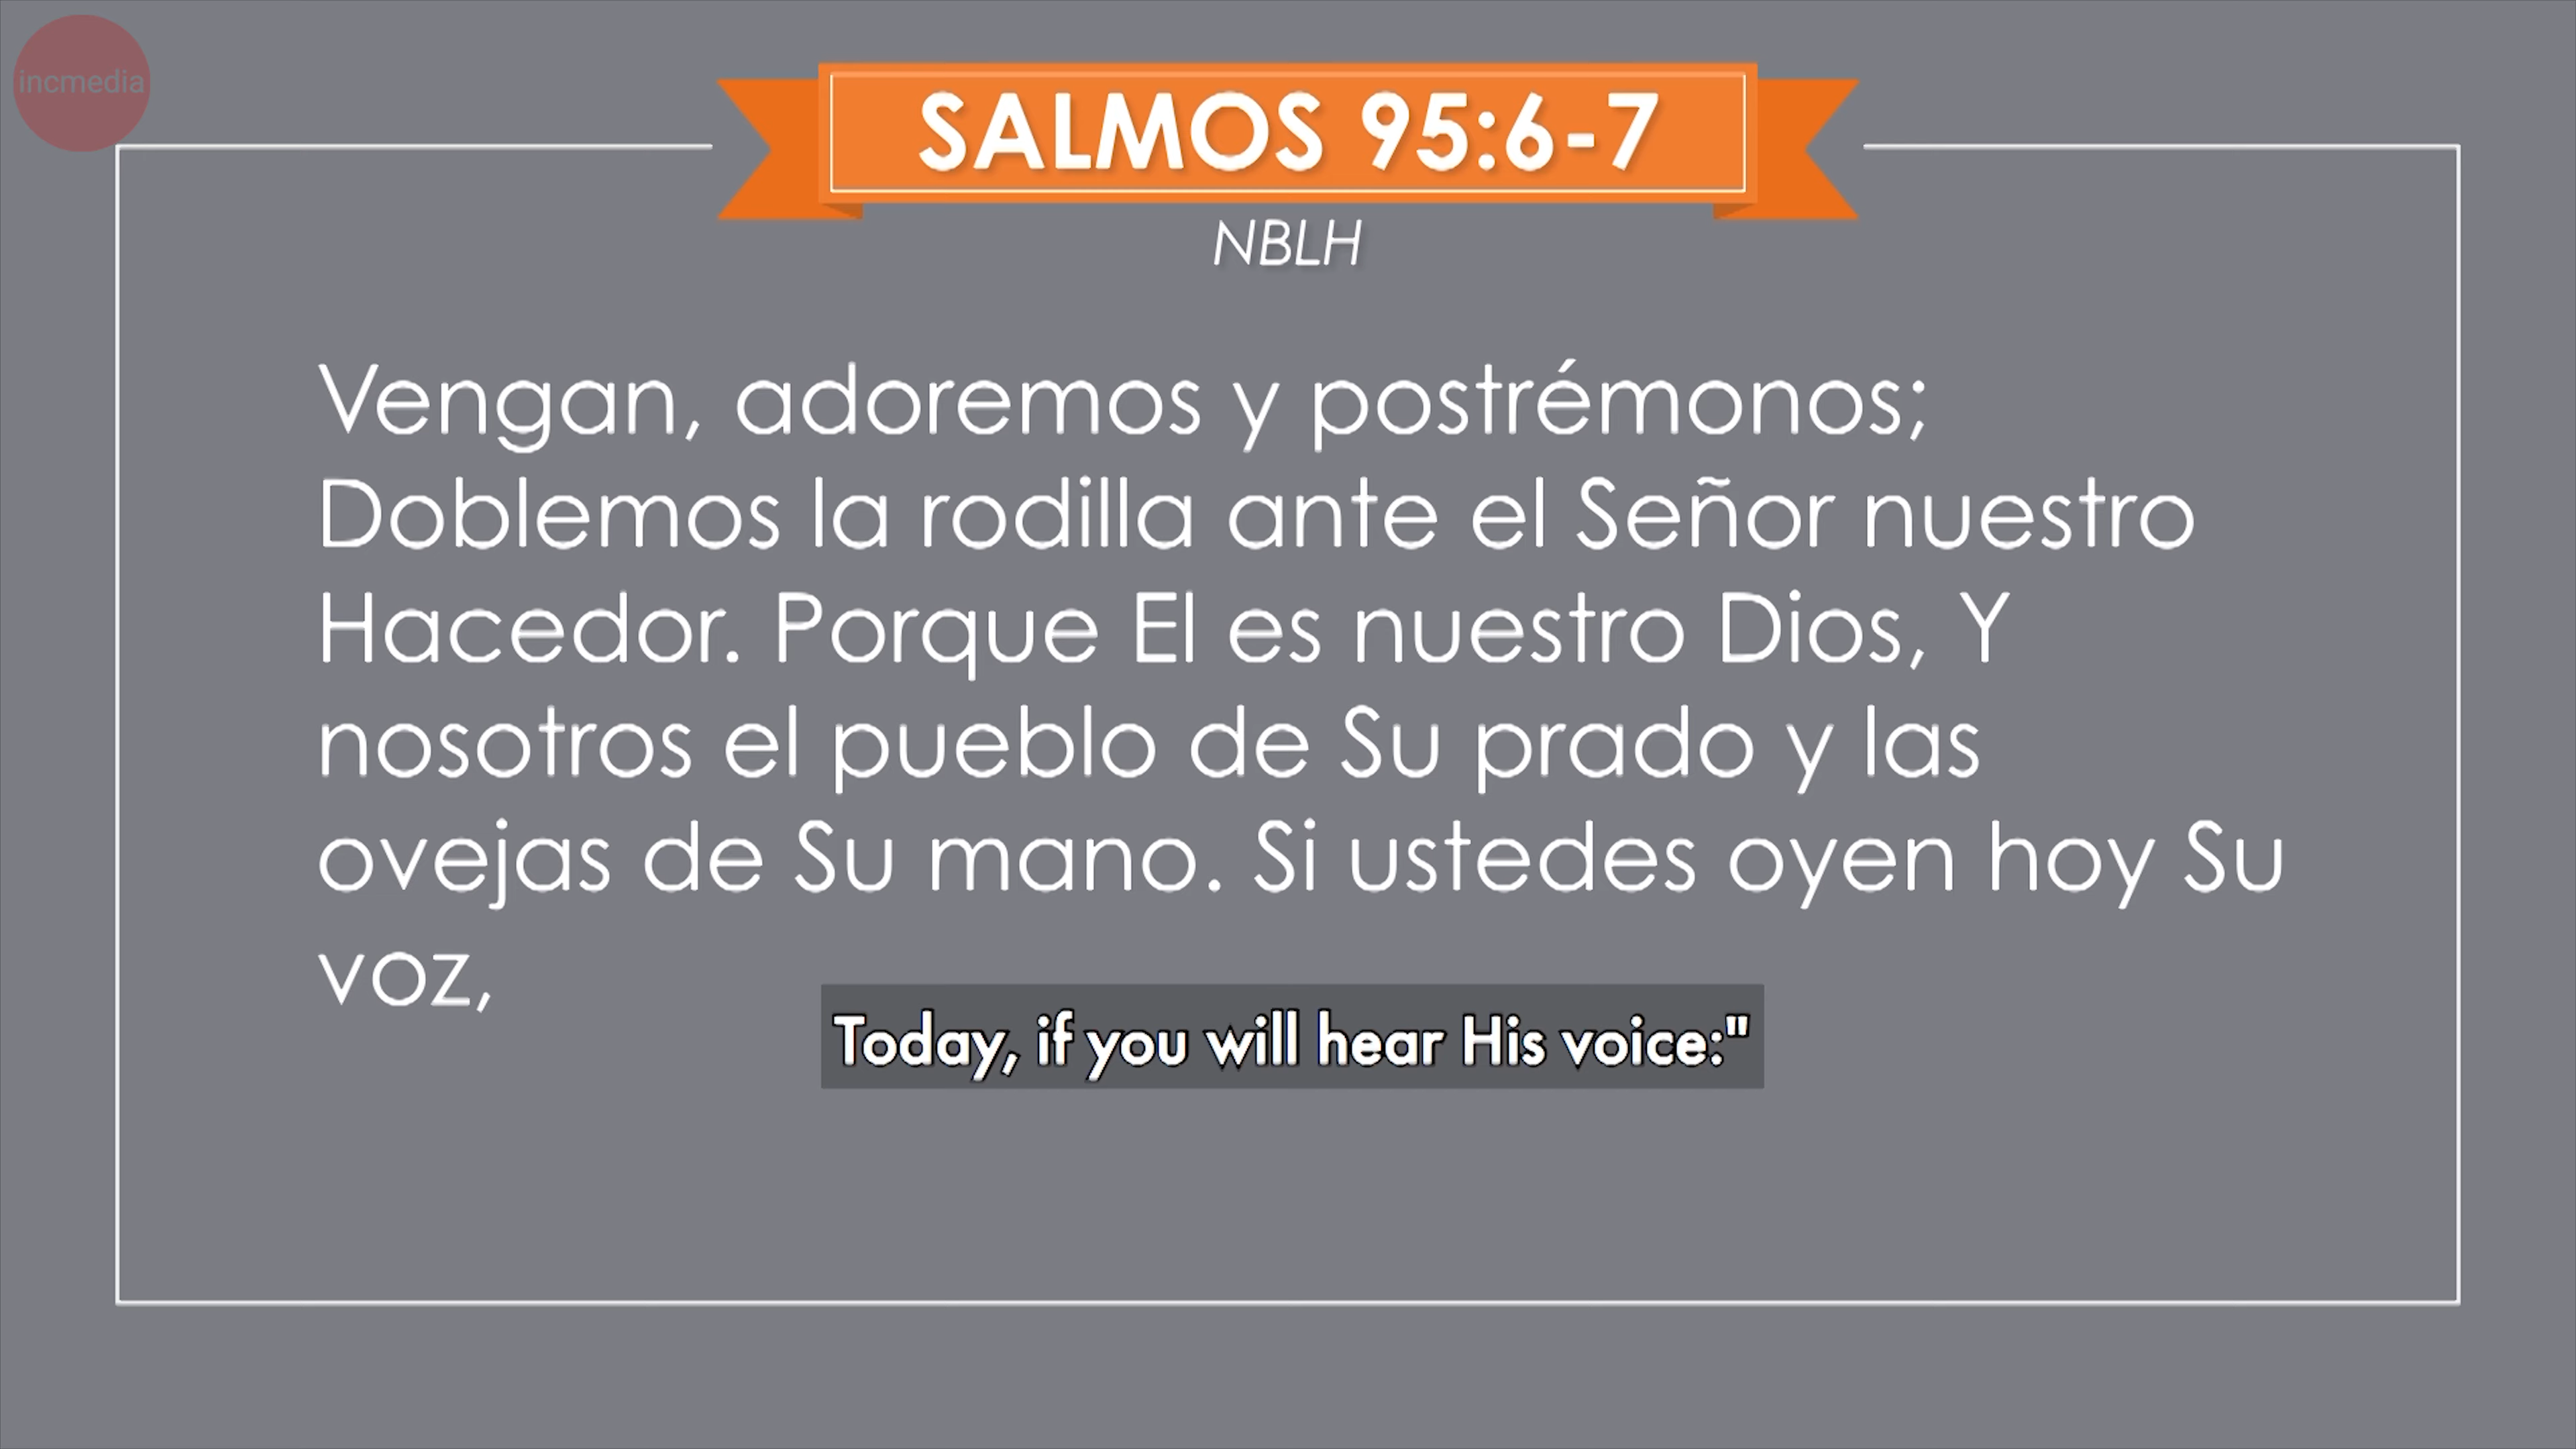 incmedia
SALMOS 95:6-7
NBLH
Vengan, adoremos y postrémonos;
Doblemos la rodilla ante el Señor nuestro
Hacedor. Porque El es nuestro Dios, Y
nosotros el pueblo de Su prado y las
ovejas de Su mano. Si ustedes oyen hoy Su
voz,
Today, if you will hear His voice:"